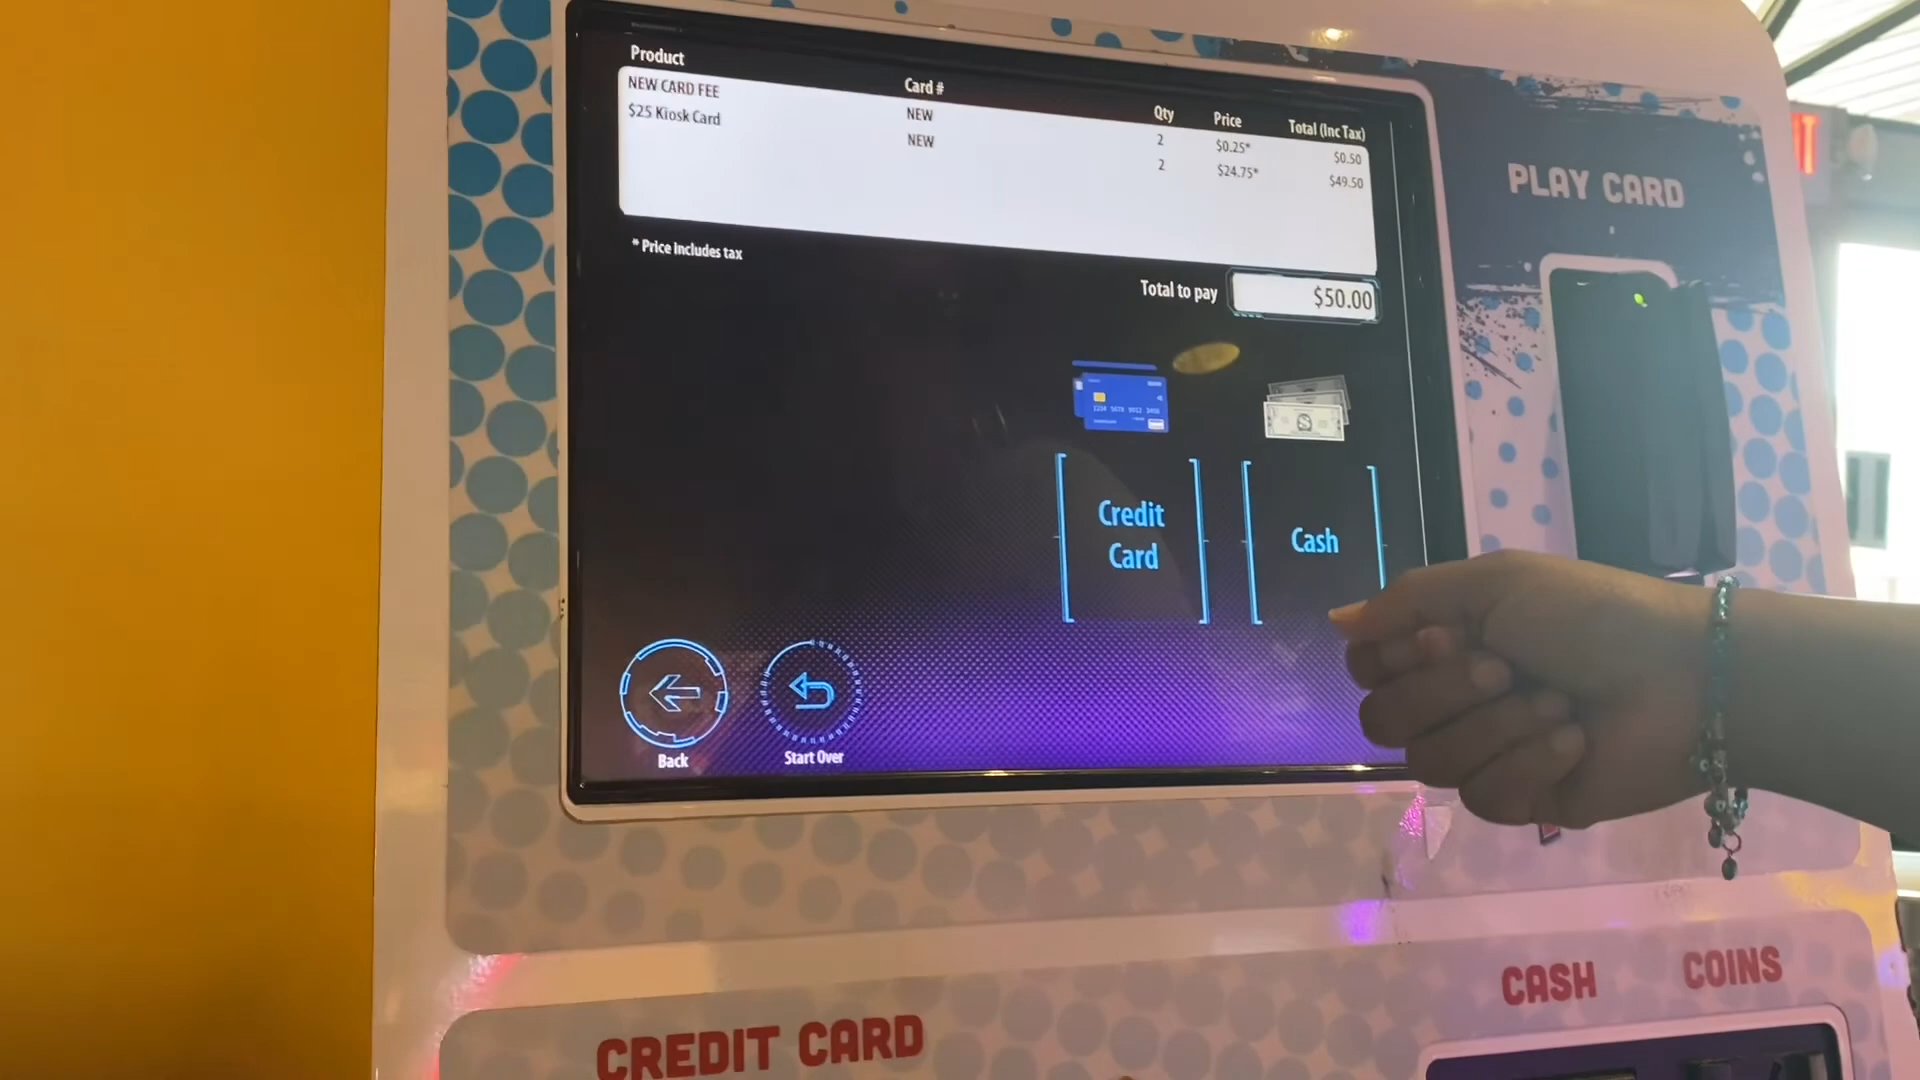 Product Card # Qty Price Total (Inc Tax)
NEW CARD FEE NEW 2 $0.25* $0.50
$25 Kiosk Card NEW 2 $24.75* $49.50
* Price includes tax
Total to pay $50.00
Credit
Card
Cash
Back
Start Over
PLAY CARD
CASH
COINS
CREDIT CARD